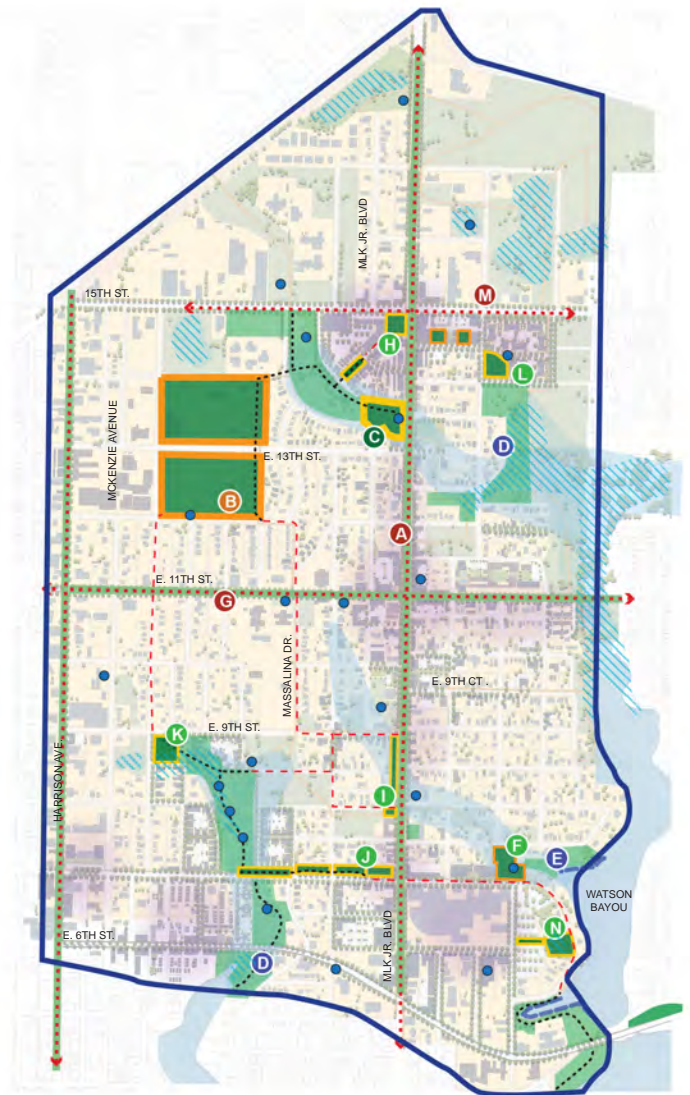 MLK JR. BLVD
15TH ST.
M
H
L
MCKENZIE AVENUE
C
E. 13TH ST.
D
B
A
E. 11TH ST.
G
MASSALINA DR.
E. 9TH CT .
E. 9TH ST.
K
HARRISON AVE.
I
J
F
E
WATSON
BAYOU
MLK JR. BLVD
N
E. 6TH ST.
D